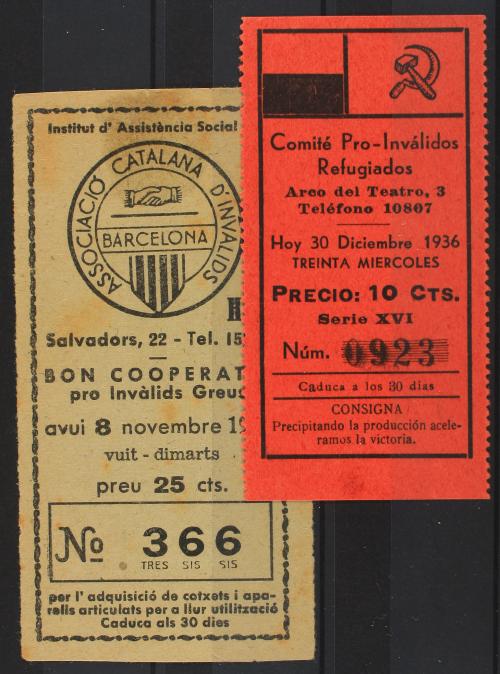 Institut d' Assistència Social
ASSOCIACIÓ CATALANA D'INVÀLIDS
BARCELONA
Salvadors, 22 - Tel.
BON COOPERAT
pro Invàlids Greus
avui 8 novembre
vuit - dimarts
preu 25 cts.
No 366
TRES SIS SIS
per l' adquisició de cotxets i apa-
rells articulats per a llur utilització
Caduca als 30 dies
Comité Pro-Inválidos
Refugiados
Arco del Teatro, 3
Teléfono 10807
Hoy 30 Diciembre 1936
TREINTA MIERCOLES
PRECIO: 10 CTS.
Serie XVI
Núm. 0923
Caduca a los 30 días
CONSIGNA
Precipitando la producción acele-
ramos la victoria.